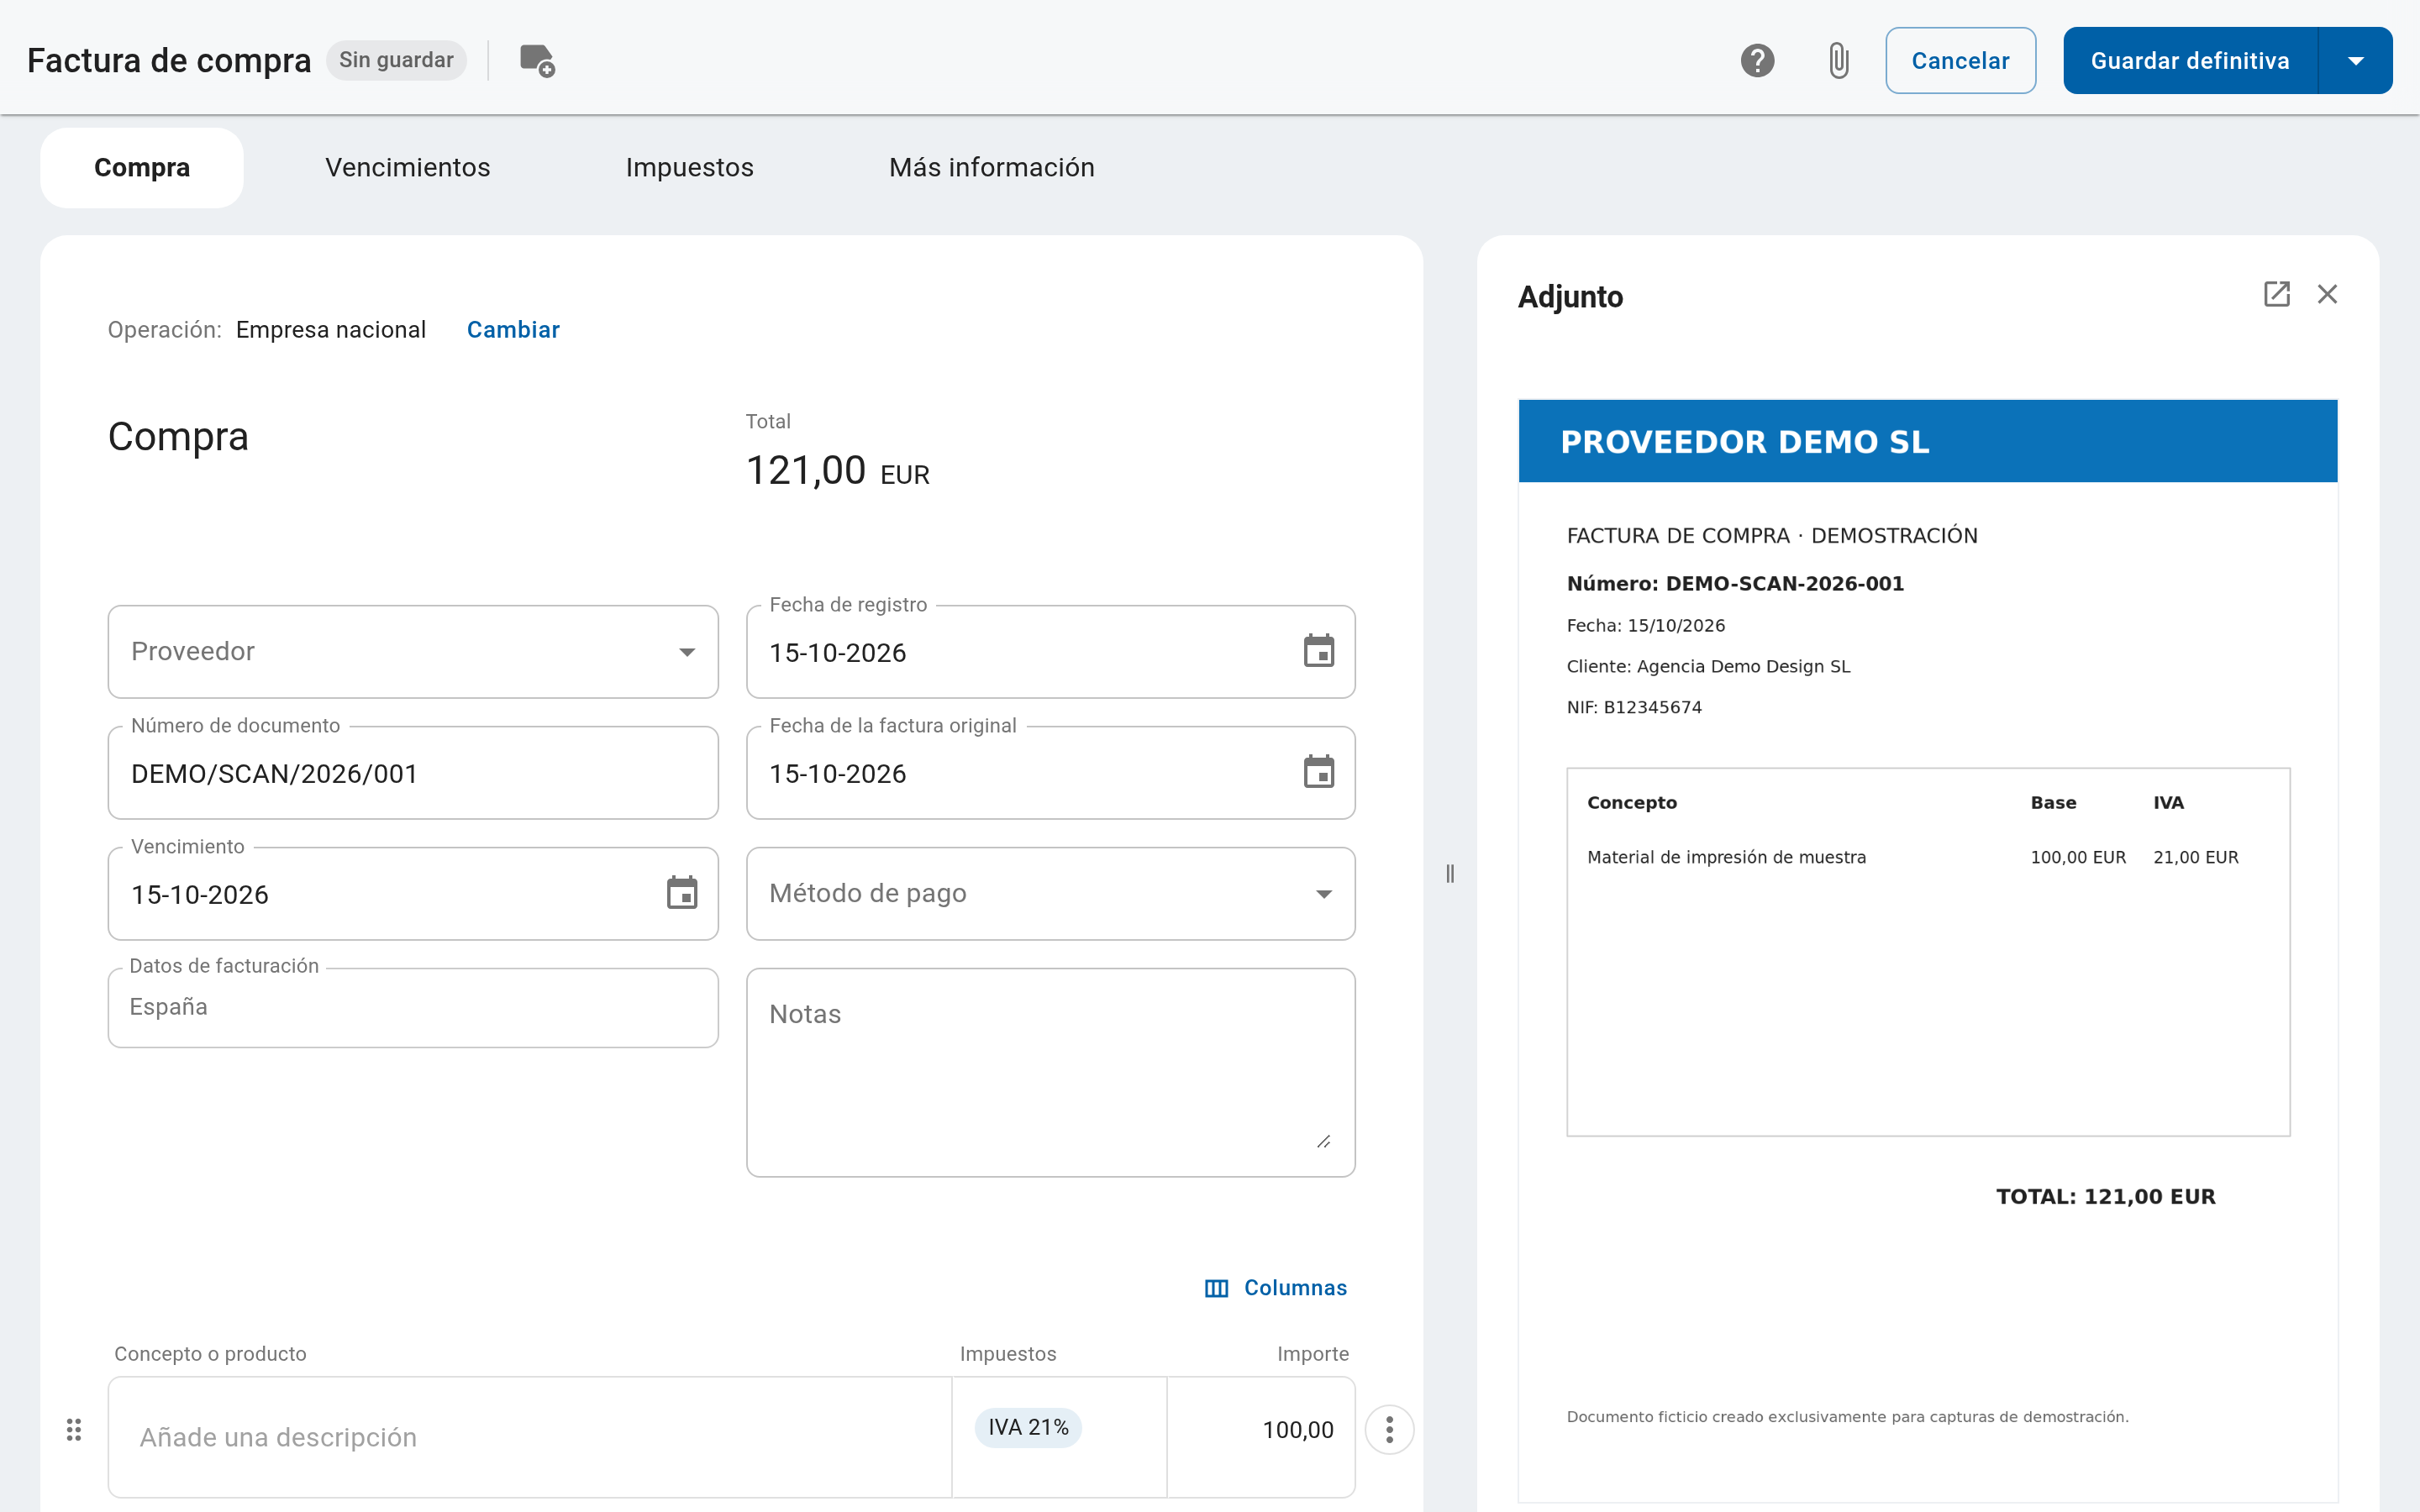 Factura de compra
Sin guardar
Cancelar
Guardar definitiva
Compra
Vencimientos
Impuestos
Más información
Operación: Empresa nacional Cambiar
Compra
Total
121,00 EUR
Proveedor
Fecha de registro
15-10-2026
Número de documento
DEMO/SCAN/2026/001
Fecha de la factura original
15-10-2026
Vencimiento
15-10-2026
Método de pago
Datos de facturación
España
Notas
Columnas
Concepto o producto Impuestos Importe
Añade una descripción IVA 21% 100,00
Adjunto
PROVEEDOR DEMO SL
FACTURA DE COMPRA · DEMOSTRACIÓN
Número: DEMO-SCAN-2026-001
Fecha: 15/10/2026
Cliente: Agencia Demo Design SL
NIF: B12345674
Concepto Base IVA
Material de impresión de muestra 100,00 EUR 21,00 EUR
TOTAL: 121,00 EUR
Documento ficticio creado exclusivamente para capturas de demostración.